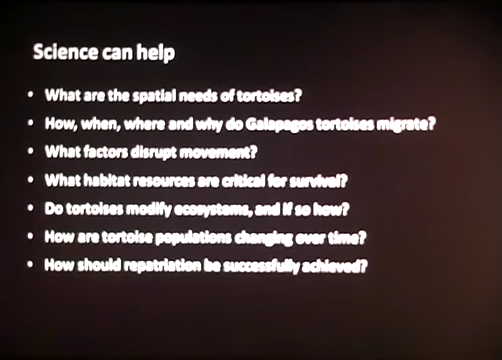 Science can help
• What are the spatial needs of tortoises?
• How, when, where and why do Galapagos tortoises migrate?
• What factors disrupt movement?
• What habitat resources are critical for survival?
• Do tortoises modify ecosystems, and if so how?
• How are tortoise populations changing over time?
• How should repatriation be successfully achieved?